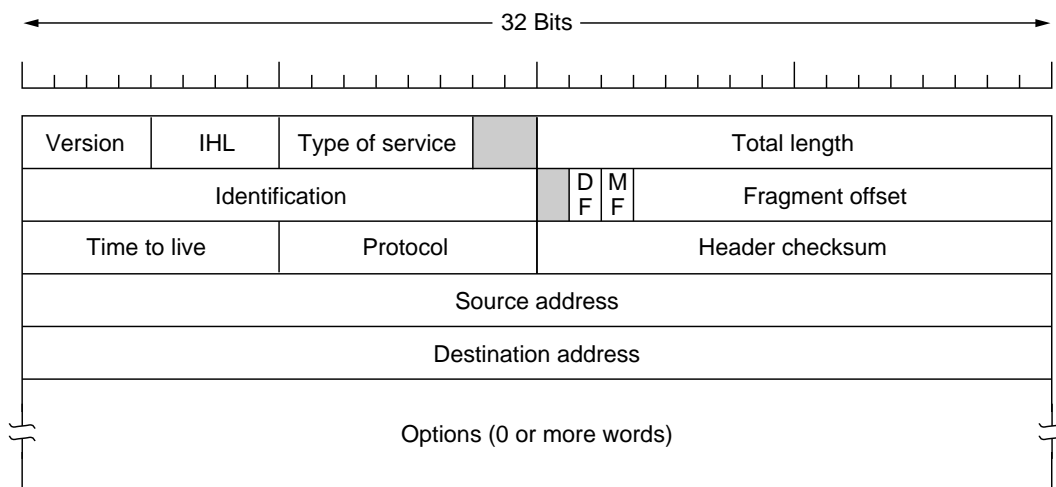 32 Bits
Version IHL Type of service Total length
Identification D F M F Fragment offset
Time to live Protocol Header checksum
Source address
Destination address
Options (0 or more words)